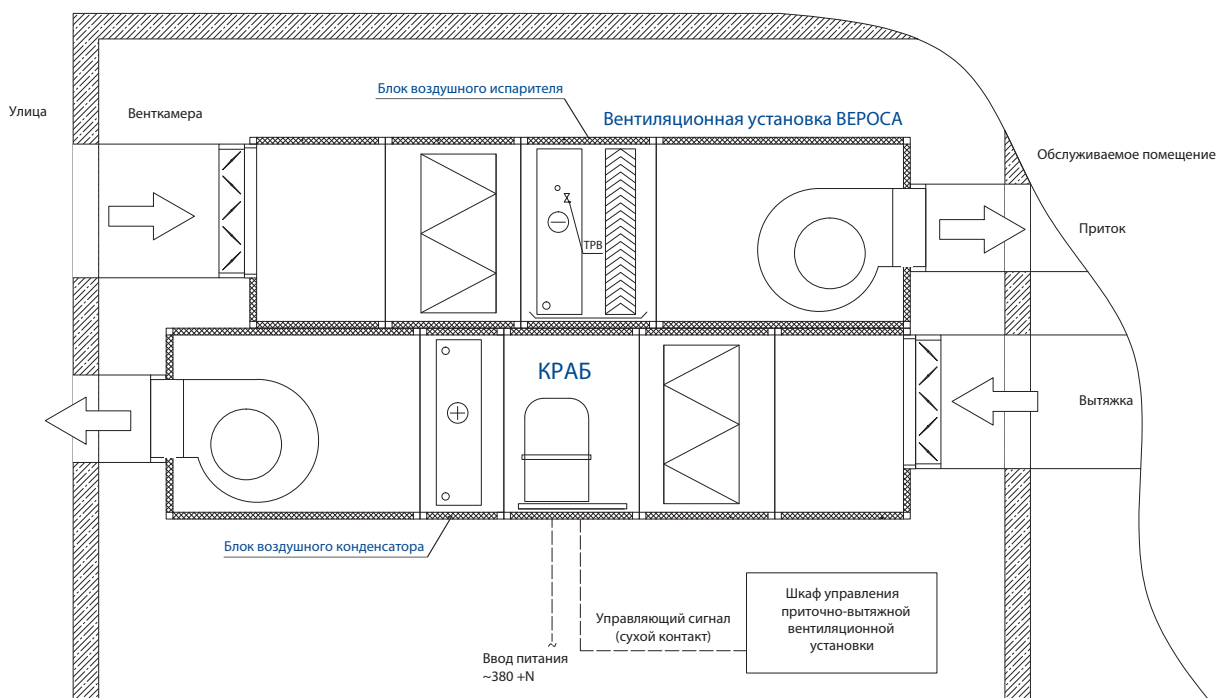 Блок воздушного испарителя
Улица
Венткамера
Вентиляционная установка ВЕРОСА
Обслуживаемое помещение
ТРВ
Приток
КРАБ
Вытяжка
Блок воздушного конденсатора
Управляющий сигнал
(сухой контакт)
Шкаф управления
приточно-вытяжной
вентиляционной
установки
~
Ввод питания
~380 +N